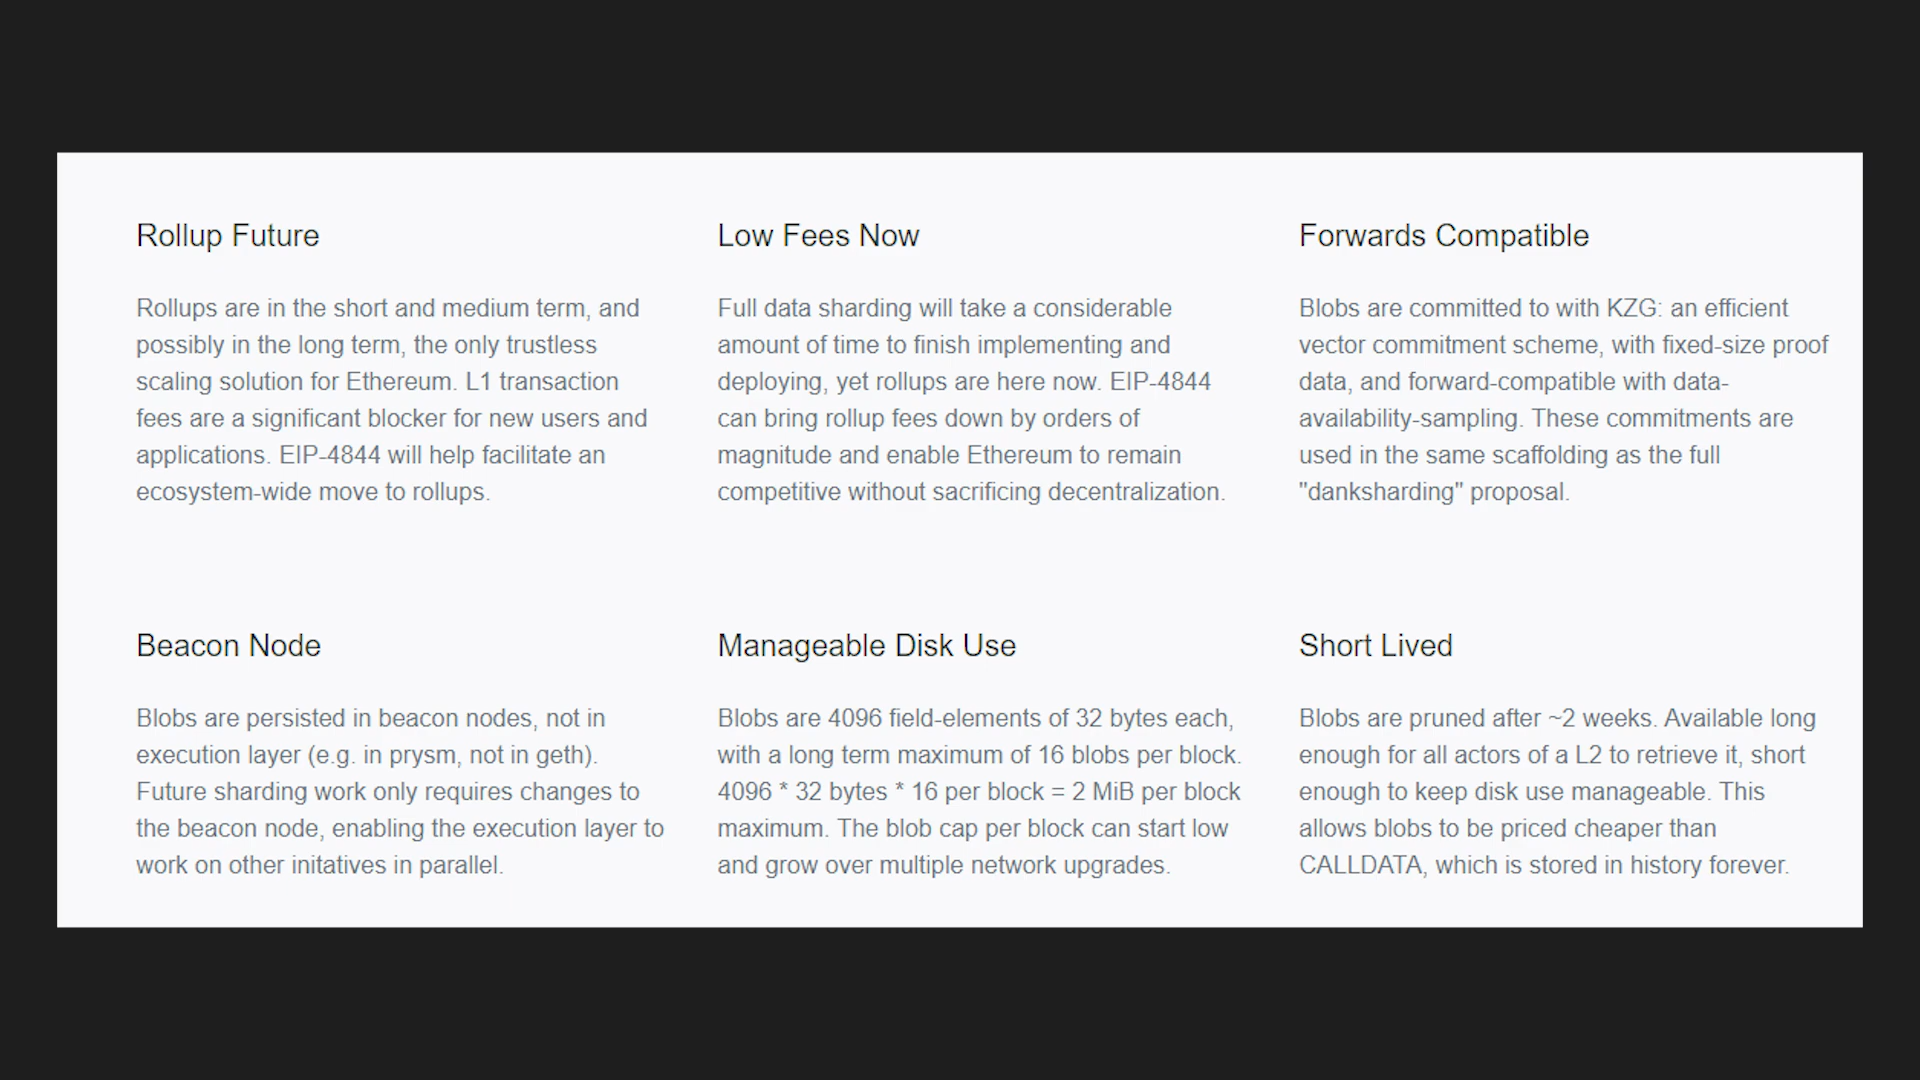 Rollup Future
Rollups are in the short and medium term, and
possibly in the long term, the only trustless
scaling solution for Ethereum. L1 transaction
fees are a significant blocker for new users and
applications. EIP-4844 will help facilitate an
ecosystem-wide move to rollups.
Low Fees Now
Full data sharding will take a considerable
amount of time to finish implementing and
deploying, yet rollups are here now. EIP-4844
can bring rollup fees down by orders of
magnitude and enable Ethereum to remain
competitive without sacrificing decentralization.
Forwards Compatible
Blobs are committed to with KZG: an efficient
vector commitment scheme, with fixed-size proof
data, and forward-compatible with data-
availability-sampling. These commitments are
used in the same scaffolding as the full
"danksharding" proposal.
Beacon Node
Blobs are persisted in beacon nodes, not in
execution layer (e.g. in prysm, not in geth).
Future sharding work only requires changes to
the beacon node, enabling the execution layer to
work on other initatives in parallel.
Manageable Disk Use
Blobs are 4096 field-elements of 32 bytes each,
with a long term maximum of 16 blobs per block.
4096 * 32 bytes * 16 per block = 2 MiB per block
maximum. The blob cap per block can start low
and grow over multiple network upgrades.
Short Lived
Blobs are pruned after ~2 weeks. Available long
enough for all actors of a L2 to retrieve it, short
enough to keep disk use manageable. This
allows blobs to be priced cheaper than
CALLDATA, which is stored in history forever.